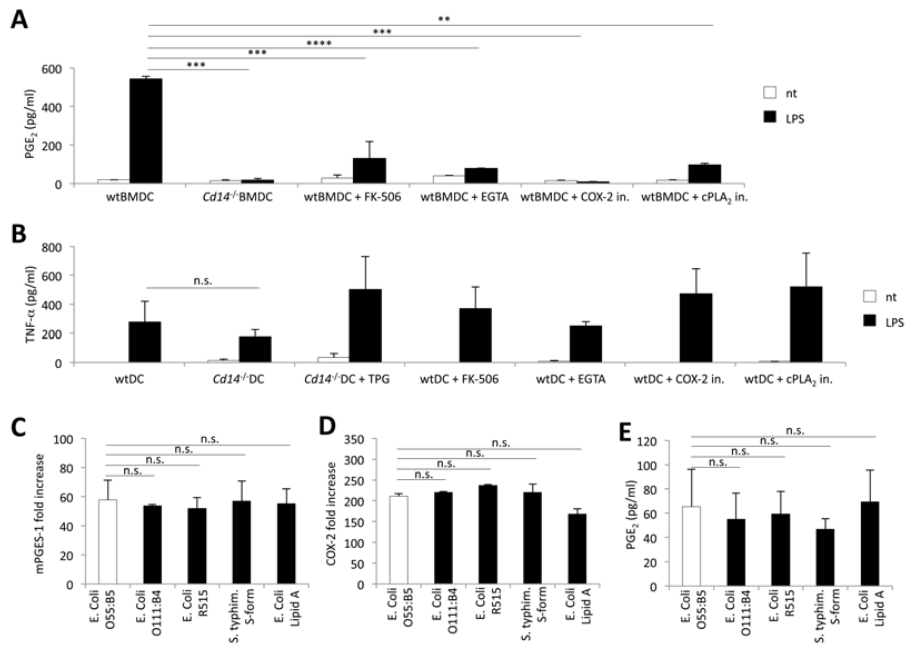 A
**
***
****
***
***
600
400
200
0
PGE₂ (pg/ml)
nt
LPS
wtBMDC
Cd14⁻/⁻BMDC
wtBMDC + FK-506
wtBMDC + EGTA
wtBMDC + COX-2 in.
wtBMDC + cPLA₂ in.
B
800
600
400
200
0
TNF-α (pg/ml)
n.s.
nt
LPS
wtDC
Cd14⁻/⁻DC
Cd14⁻/⁻DC + TPG
wtDC + FK-506
wtDC + EGTA
wtDC + COX-2 in.
wtDC + cPLA₂ in.
C
100
80
60
40
20
0
mPGES-1 fold increase
n.s.
n.s.
n.s.
n.s.
E. Coli
O55:B5
E. Coli
O111:B4
E. Coli
R515
S. typhim.
S-form
E. Coli
Lipid A
D
350
300
250
200
150
100
50
0
COX-2 fold increase
n.s.
n.s.
n.s.
n.s.
E. Coli
O55:B5
E. Coli
O111:B4
E. Coli
R515
S. typhim.
S-form
E. Coli
Lipid A
E
120
100
80
60
40
20
0
PGE₂ (pg/ml)
n.s.
n.s.
n.s.
n.s.
E. Coli
O55:B5
E. Coli
O111:B4
E. Coli
R515
S. typhim.
S-form
E. Coli
Lipid A